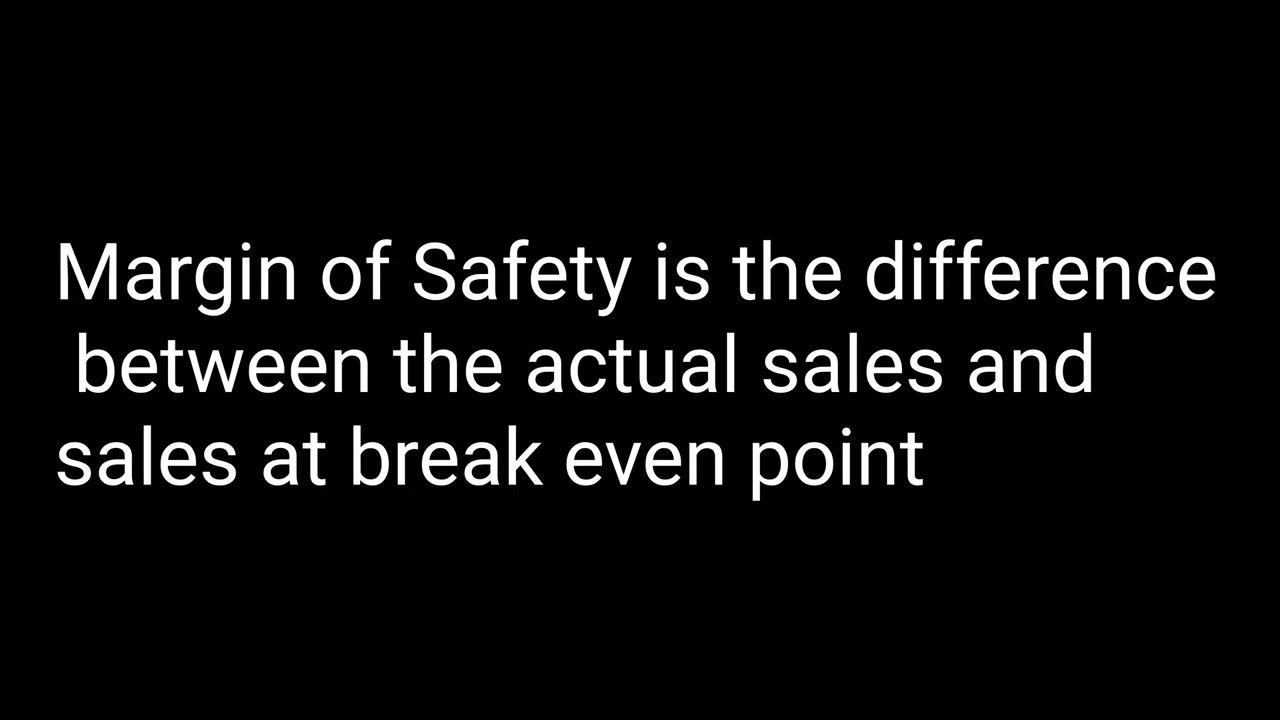 Margin of Safety is the difference
between the actual sales and
sales at break even point